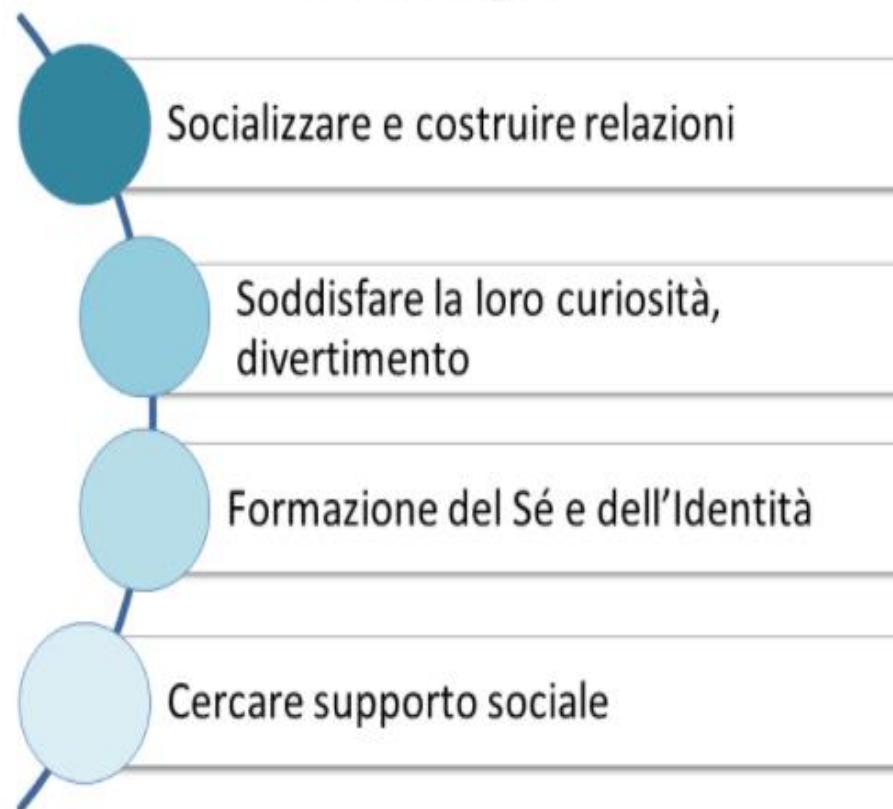 Socializzare e costruire relazioni
Soddisfare la loro curiosità,
divertimento
Formazione del Sé e dell’Identità
Cercare supporto sociale